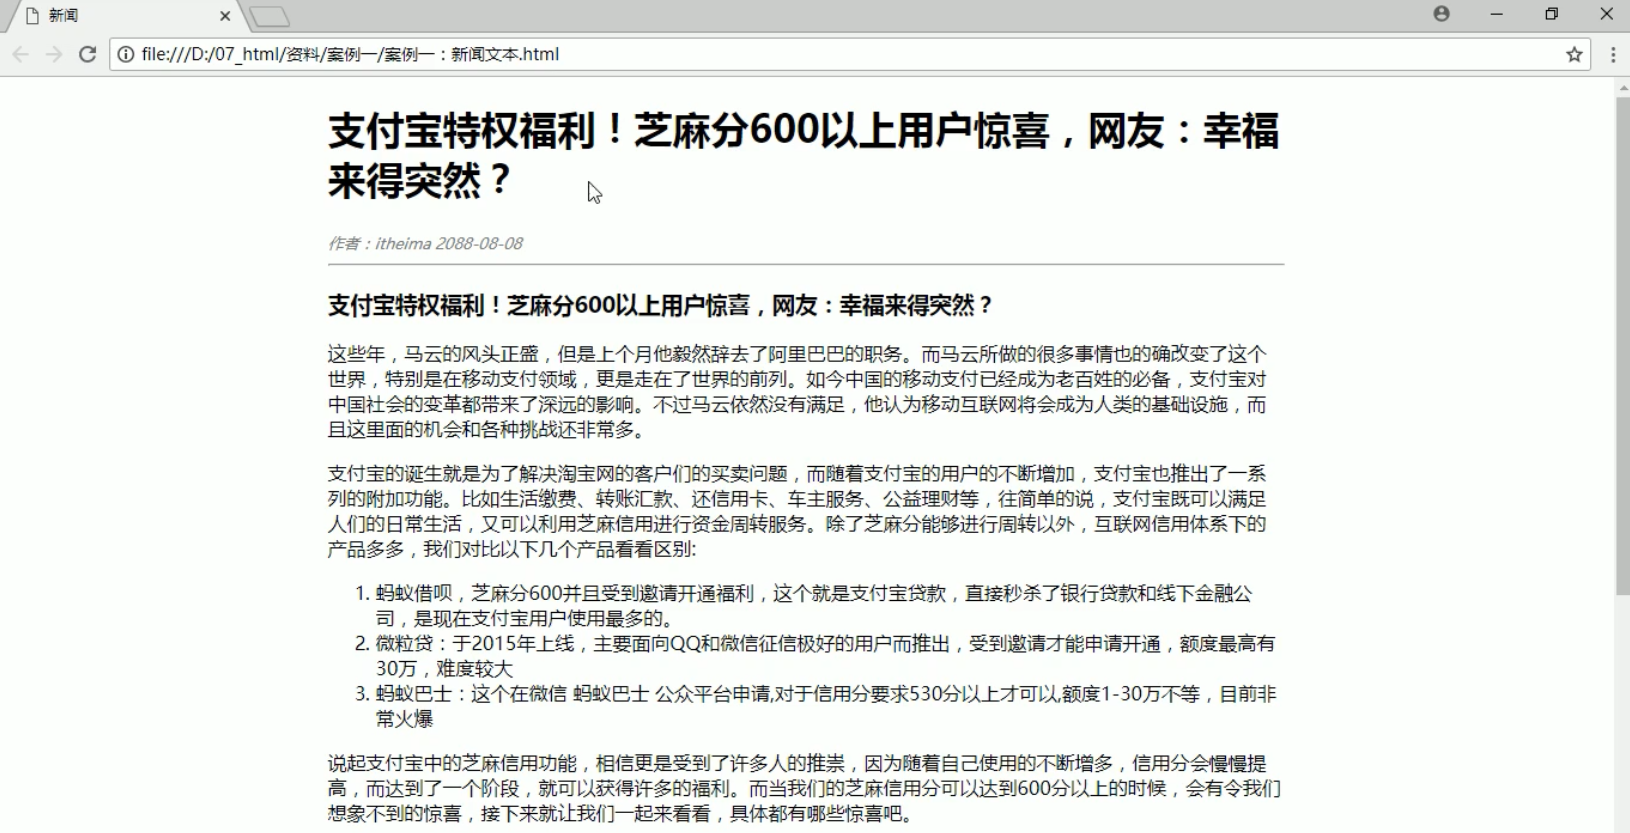 新闻
file:///D:/07_html/资料/案例一/案例一：新闻文本.html
支付宝特权福利！芝麻分600以上用户惊喜，网友：幸福
来得突然？
作者：itheima 2088-08-08
支付宝特权福利！芝麻分600以上用户惊喜，网友：幸福来得突然？
这些年，马云的风头正盛，但是上个月他毅然辞去了阿里巴巴的职务。而马云所做的很多事情也的确改变了这个
世界，特别是在移动支付领域，更是走在了世界的前列。如今中国的移动支付已经成为老百姓的必备，支付宝对
中国社会的变革都带来了深远的影响。不过马云依然没有满足，他认为移动互联网将会成为人类的基础设施，而
且这里面的机会和各种挑战还非常多。
支付宝的诞生就是为了解决淘宝网的客户们的买卖问题，而随着支付宝的用户的不断增加，支付宝也推出了一系
列的附加功能。比如生活缴费、转账汇款、还信用卡、车主服务、公益理财等，往简单的说，支付宝既可以满足
人们的日常生活，又可以利用芝麻信用进行资金周转服务。除了芝麻分能够进行周转以外，互联网信用体系下的
产品多多，我们对比以下几个产品看看区别:
1. 蚂蚁借呗，芝麻分600并且受到邀请开通福利，这个就是支付宝贷款，直接秒杀了银行贷款和线下金融公
司，是现在支付宝用户使用最多的。
2. 微粒贷：于2015年上线，主要面向QQ和微信征信极好的用户而推出，受到邀请才能申请开通，额度最高有
30万，难度较大
3. 蚂蚁巴士：这个在微信 蚂蚁巴士 公众平台申请,对于信用分要求530分以上才可以,额度1-30万不等，目前非
常火爆
说起支付宝中的芝麻信用功能，相信更是受到了许多人的推崇，因为随着自己使用的不断增多，信用分会慢慢提
高，而达到了一个阶段，就可以获得许多的福利。而当我们的芝麻信用分可以达到600分以上的时候，会有令我们
想象不到的惊喜，接下来就让我们一起来看看，具体都有哪些惊喜吧。